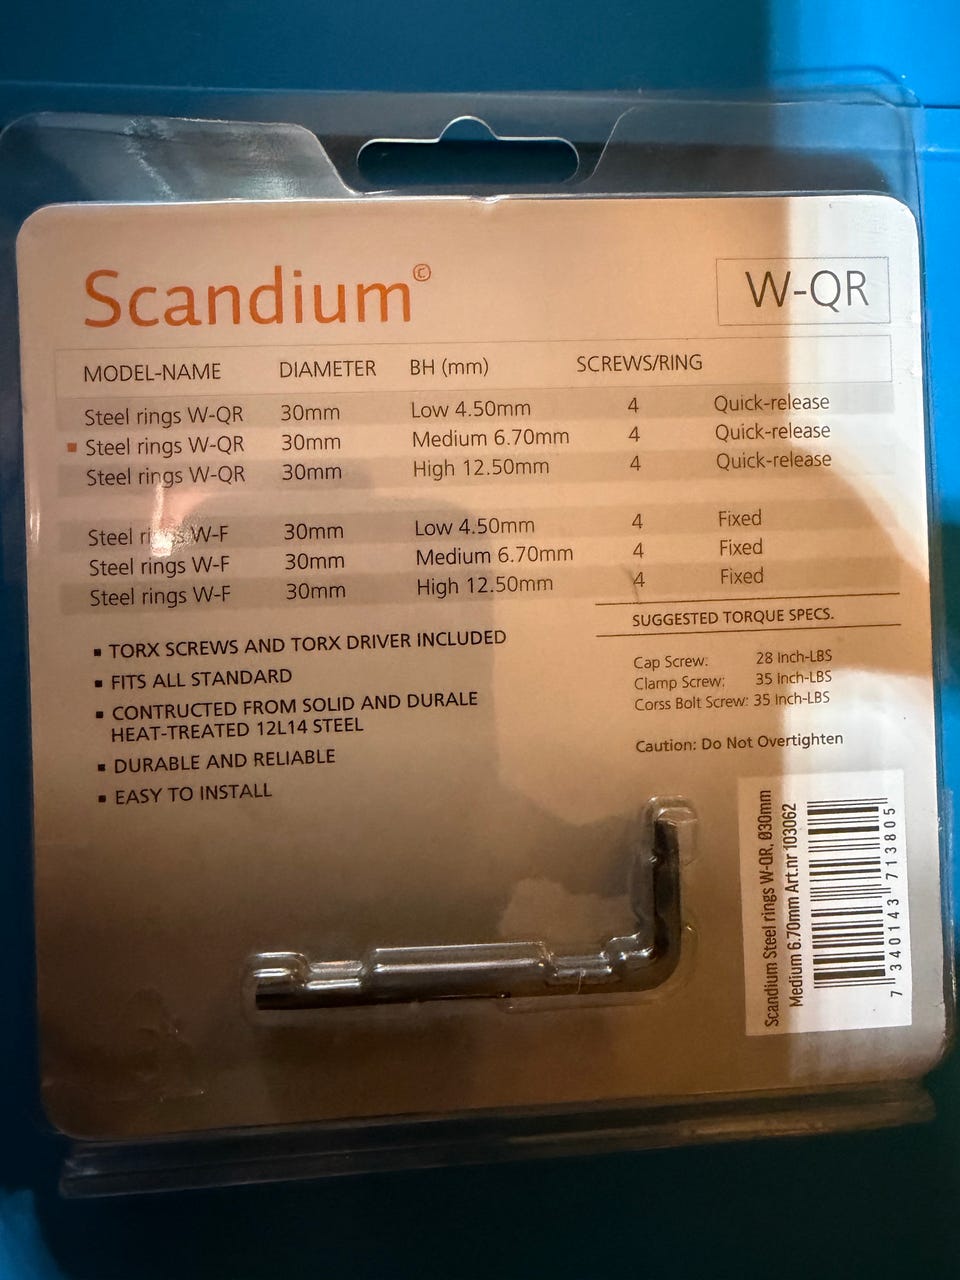 Scandium©
W-QR
MODEL-NAME DIAMETER BH (mm) SCREWS/RING
Steel rings W-QR 30mm Low 4.50mm 4 Quick-release
▪ Steel rings W-QR 30mm Medium 6.70mm 4 Quick-release
Steel rings W-QR 30mm High 12.50mm 4 Quick-release
Steel rings W-F 30mm Low 4.50mm 4 Fixed
Steel rings W-F 30mm Medium 6.70mm 4 Fixed
Steel rings W-F 30mm High 12.50mm 4 Fixed
▪ TORX SCREWS AND TORX DRIVER INCLUDED
▪ FITS ALL STANDARD
▪ CONTRUCTED FROM SOLID AND DURALE
HEAT-TREATED 12L14 STEEL
▪ DURABLE AND RELIABLE
▪ EASY TO INSTALL
SUGGESTED TORQUE SPECS.
Cap Screw: 28 Inch-LBS
Clamp Screw: 35 Inch-LBS
Corss Bolt Screw: 35 Inch-LBS
Caution: Do Not Overtighten
Scandium Steel rings W-QR, Ø30mm
Medium 6.70mm Art.nr 103062
7 340143 713805